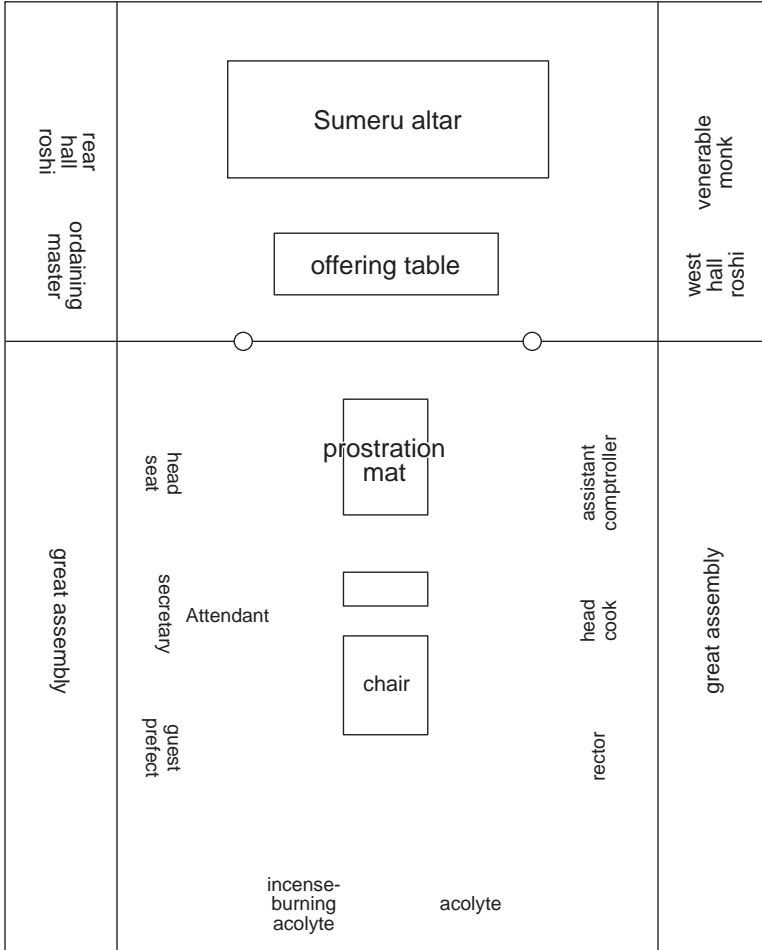 Sumeru altar
rear
hall
roshi
venerable
monk
ordaining
master
offering table
west
hall
roshi
head
seat
prostration
mat
assistant
comptroller
great assembly
secretary
Attendant
head
cook
great assembly
chair
guest
prefect
rector
incense-
burning
acolyte
acolyte